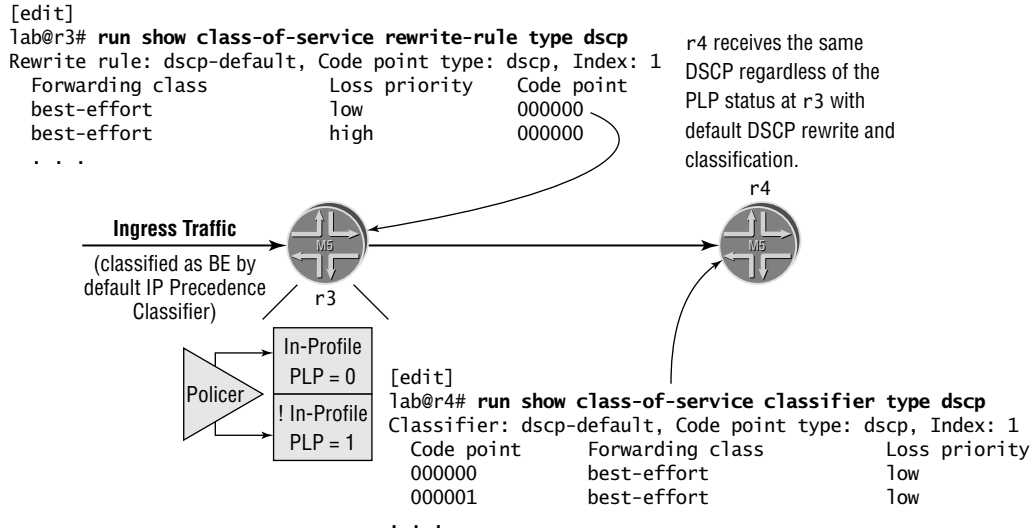 [edit]
lab@r3# run show class-of-service rewrite-rule type dscp
Rewrite rule: dscp-default, Code point type: dscp, Index: 1
Forwarding class Loss priority Code point
best-effort low 000000
best-effort high 000000
. . .
r4 receives the same
DSCP regardless of the
PLP status at r3 with
default DSCP rewrite and
classification.
r4
Ingress Traffic
(classified as BE by
default IP Precedence
Classifier)
M5
r3
M5
Policer
In-Profile
PLP = 0
! In-Profile
PLP = 1
[edit]
lab@r4# run show class-of-service classifier type dscp
Classifier: dscp-default, Code point type: dscp, Index: 1
Code point Forwarding class Loss priority
000000 best-effort low
000001 best-effort low
. . .